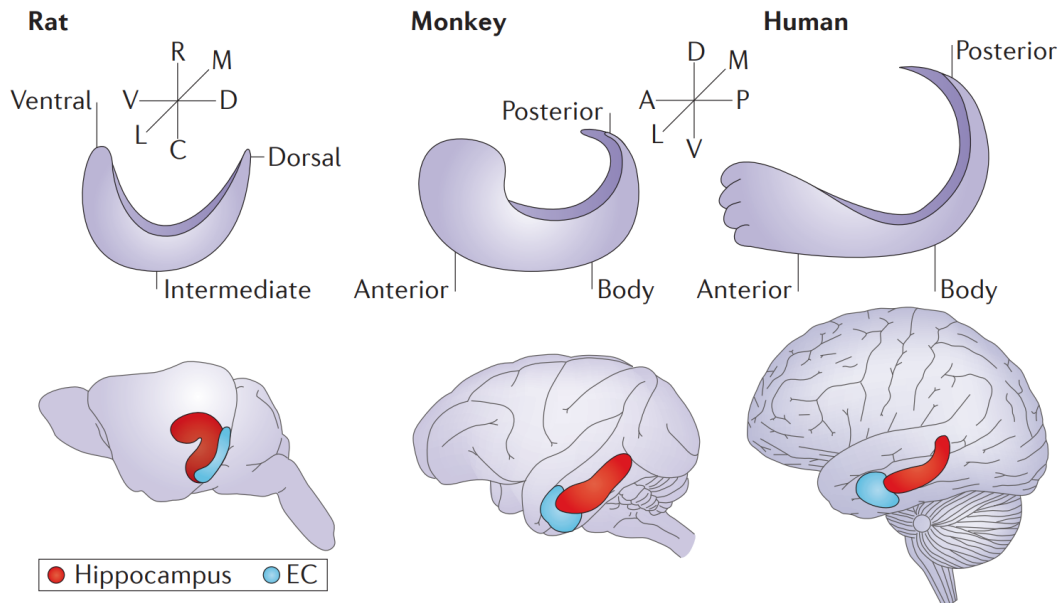 Rat
Monkey
Human
R
M
V
D
L
C
Ventral
Dorsal
Intermediate
D
M
A
P
L
V
Posterior
Anterior
Body
Posterior
Anterior
Body
Hippocampus
EC